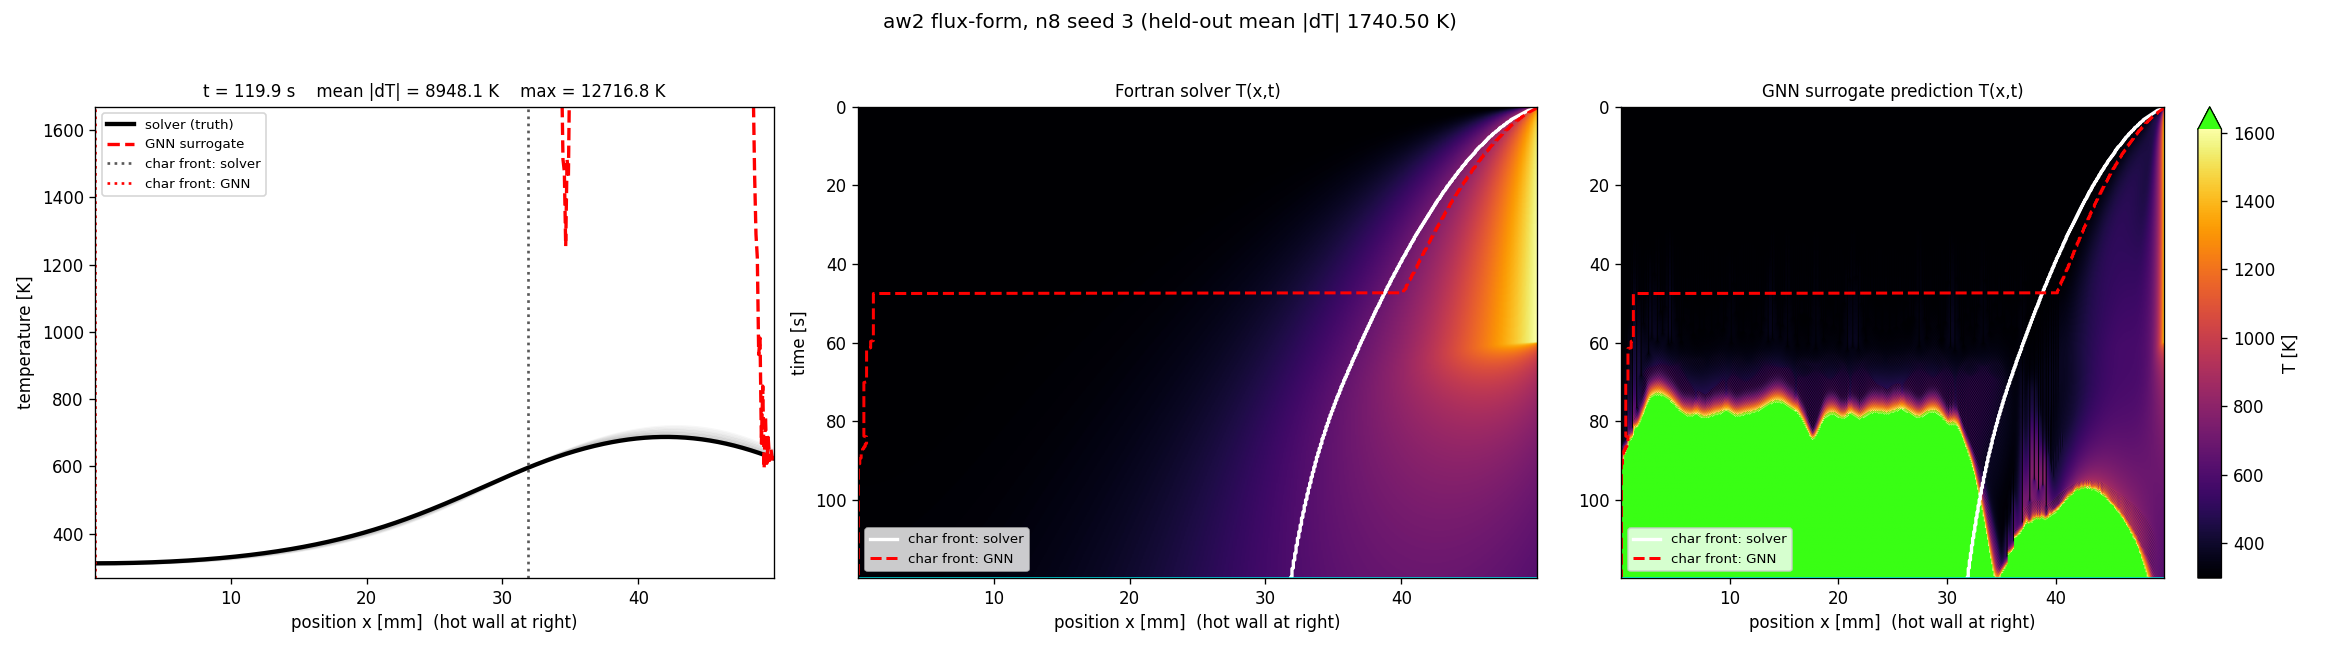 aw2 flux-form, n8 seed 3 (held-out mean |dT| 1740.50 K)
t = 119.9 s    mean |dT| = 8948.1 K    max = 12716.8 K
temperature [K]
1600
1400
1200
1000
800
600
400
solver (truth)
GNN surrogate
char front: solver
char front: GNN
10
20
30
40
position x [mm]  (hot wall at right)
Fortran solver T(x,t)
time [s]
0
20
40
60
80
100
char front: solver
char front: GNN
10
20
30
40
position x [mm]  (hot wall at right)
GNN surrogate prediction T(x,t)
0
20
40
60
80
100
char front: solver
char front: GNN
10
20
30
40
position x [mm]  (hot wall at right)
1600
1400
1200
1000
800
600
400
T [K]